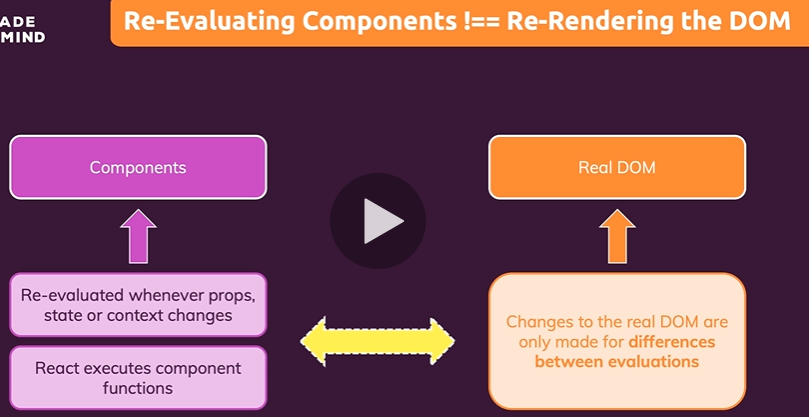 ADE
MIND
Re-Evaluating Components !== Re-Rendering the DOM
Components
Real DOM
Re-evaluated whenever props,
state or context changes
React executes component
functions
Changes to the real DOM are
only made for differences
between evaluations